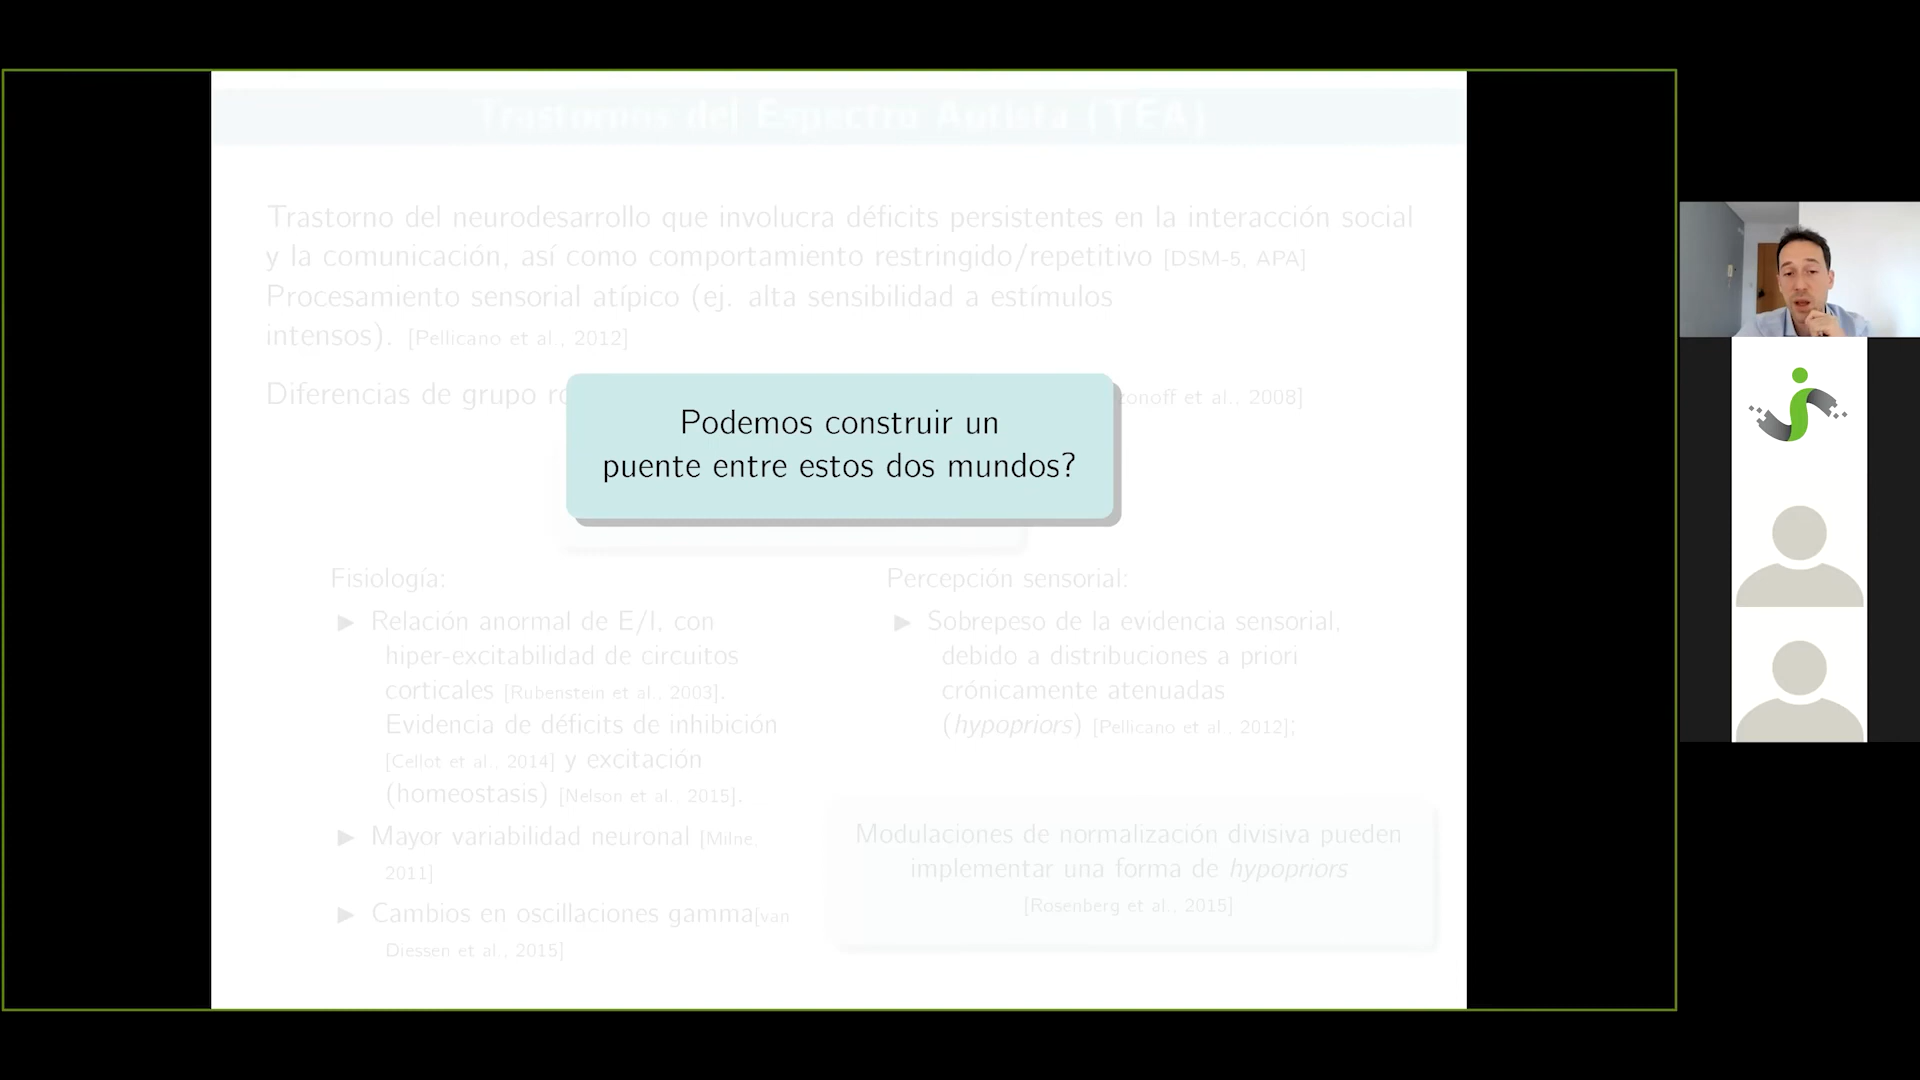 Trastornos del Espectro Autista (TEA)
Trastorno del neurodesarrollo que involucra déficits persistentes en la interacción social
y la comunicación, así como comportamiento restringido/repetitivo [DSM-5, APA]
Procesamiento sensorial atípico (ej. alta sensibilidad a estímulos
intensos). [Pellicano et al., 2012]
Diferencias de grupo
et al., 2008]
Podemos construir un
puente entre estos dos mundos?
Fisiología:
▶ Relación anormal de E/I, con
hiper-excitabilidad de circuitos
corticales [Rubenstein et al., 2003].
Evidencia de déficits de inhibición
[Cellot et al., 2014] y excitación
(homeostasis) [Nelson et al., 2015].
▶ Mayor variabilidad neuronal [Milne,
2011]
▶ Cambios en oscillaciones gamma[van
Diessen et al., 2015]
Percepción sensorial:
▶ Sobrepeso de la evidencia sensorial,
debido a distribuciones a priori
crónicamente atenuadas
(hypopriors) [Pellicano et al., 2012];
Modulaciones de normalización divisiva pueden
implementar una forma de hypopriors
[Rosenberg et al., 2015]